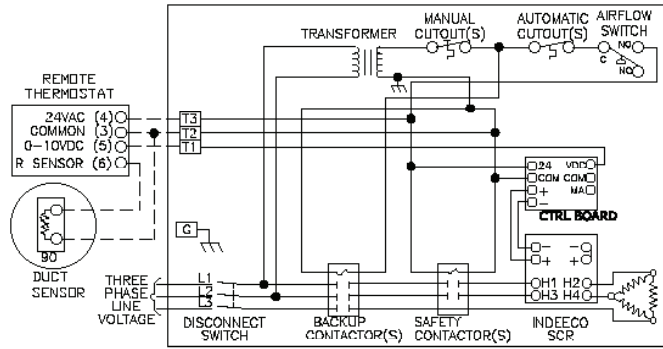 MANUAL CUTOUT(S)
AUTOMATIC CUTOUT(S)
AIRFLOW SWITCH
TRANSFORMER
NO
C
NO
REMOTE THERMOSTAT
24VAC (4)
COMMON (3)
0-10VDC (5)
R SENSOR (6)
T3
T2
T1
24 VDC
COM COM
+ MA
-
CTRL BOARD
90
DUCT SENSOR
G
- -
+ +
H1 H2
H3 H4
THREE PHASE LINE VOLTAGE
L1
L2
L3
DISCONNECT SWITCH
BACKUP CONTACTOR(S)
SAFETY CONTACTOR(S)
INDEECO SCR